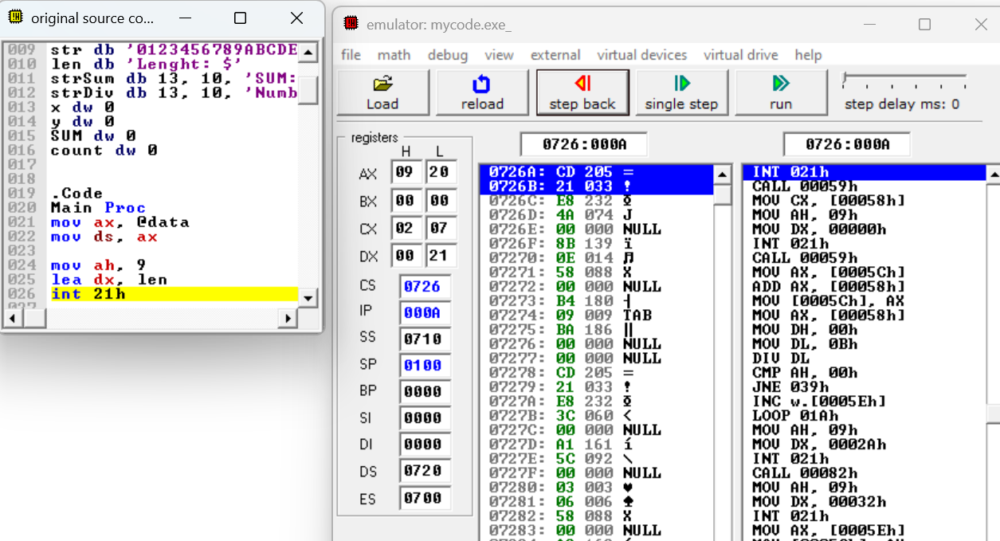 original source co...
009 str db '0123456789ABCDE
010 len db 'Lenght: $'
011 strSum db 13, 10, 'SUM:
012 strDiv db 13, 10, 'Numb
013 x dw 0
014 y dw 0
015 SUM dw 0
016 count dw 0
017
018
019 .Code
020 Main Proc
021 mov ax, @data
022 mov ds, ax
023
024 mov ah, 9
025 lea dx, len
026 int 21h
027
emulator: mycode.exe_
file math debug view external virtual devices virtual drive help
Load reload step back single step run step delay ms: 0
registers
H L
AX 09 20
BX 00 00
CX 02 07
DX 00 21
CS 0726
IP 000A
SS 0710
SP 0100
BP 0000
SI 0000
DI 0000
DS 0720
ES 0700
0726:000A
0726A: CD 205 =
0726B: 21 033 !
0726C: E8 232 Φ
0726D: 4A 074 J
0726E: 00 000 NULL
0726F: 8B 139 ï
07270: 0E 014 ♫
07271: 58 088 X
07272: 00 000 NULL
07273: B4 180 ┤
07274: 09 009 TAB
07275: BA 186 ║
07276: 00 000 NULL
07277: 00 000 NULL
07278: CD 205 =
07279: 21 033 !
0727A: E8 232 Φ
0727B: 3C 060 <
0727C: 00 000 NULL
0727D: A1 161 í
0727E: 5C 092 \
0727F: 00 000 NULL
07280: 03 003 ♥
07281: 06 006 ♠
07282: 58 088 X
07283: 00 000 NULL
0726:000A
INT 021h
CALL 00059h
MOV CX, [00058h]
MOV AH, 09h
MOV DX, 00000h
INT 021h
CALL 00059h
MOV AX, [0005Ch]
ADD AX, [00058h]
MOV [0005Ch], AX
MOV AX, [00058h]
MOV DH, 00h
MOV DL, 0Bh
DIV DL
CMP AH, 00h
JNE 039h
INC w.[0005Eh]
LOOP 01Ah
MOV AH, 09h
MOV DX, 0002Ah
INT 021h
CALL 00082h
MOV AH, 09h
MOV DX, 00032h
INT 021h
MOV AX, [0005Eh]